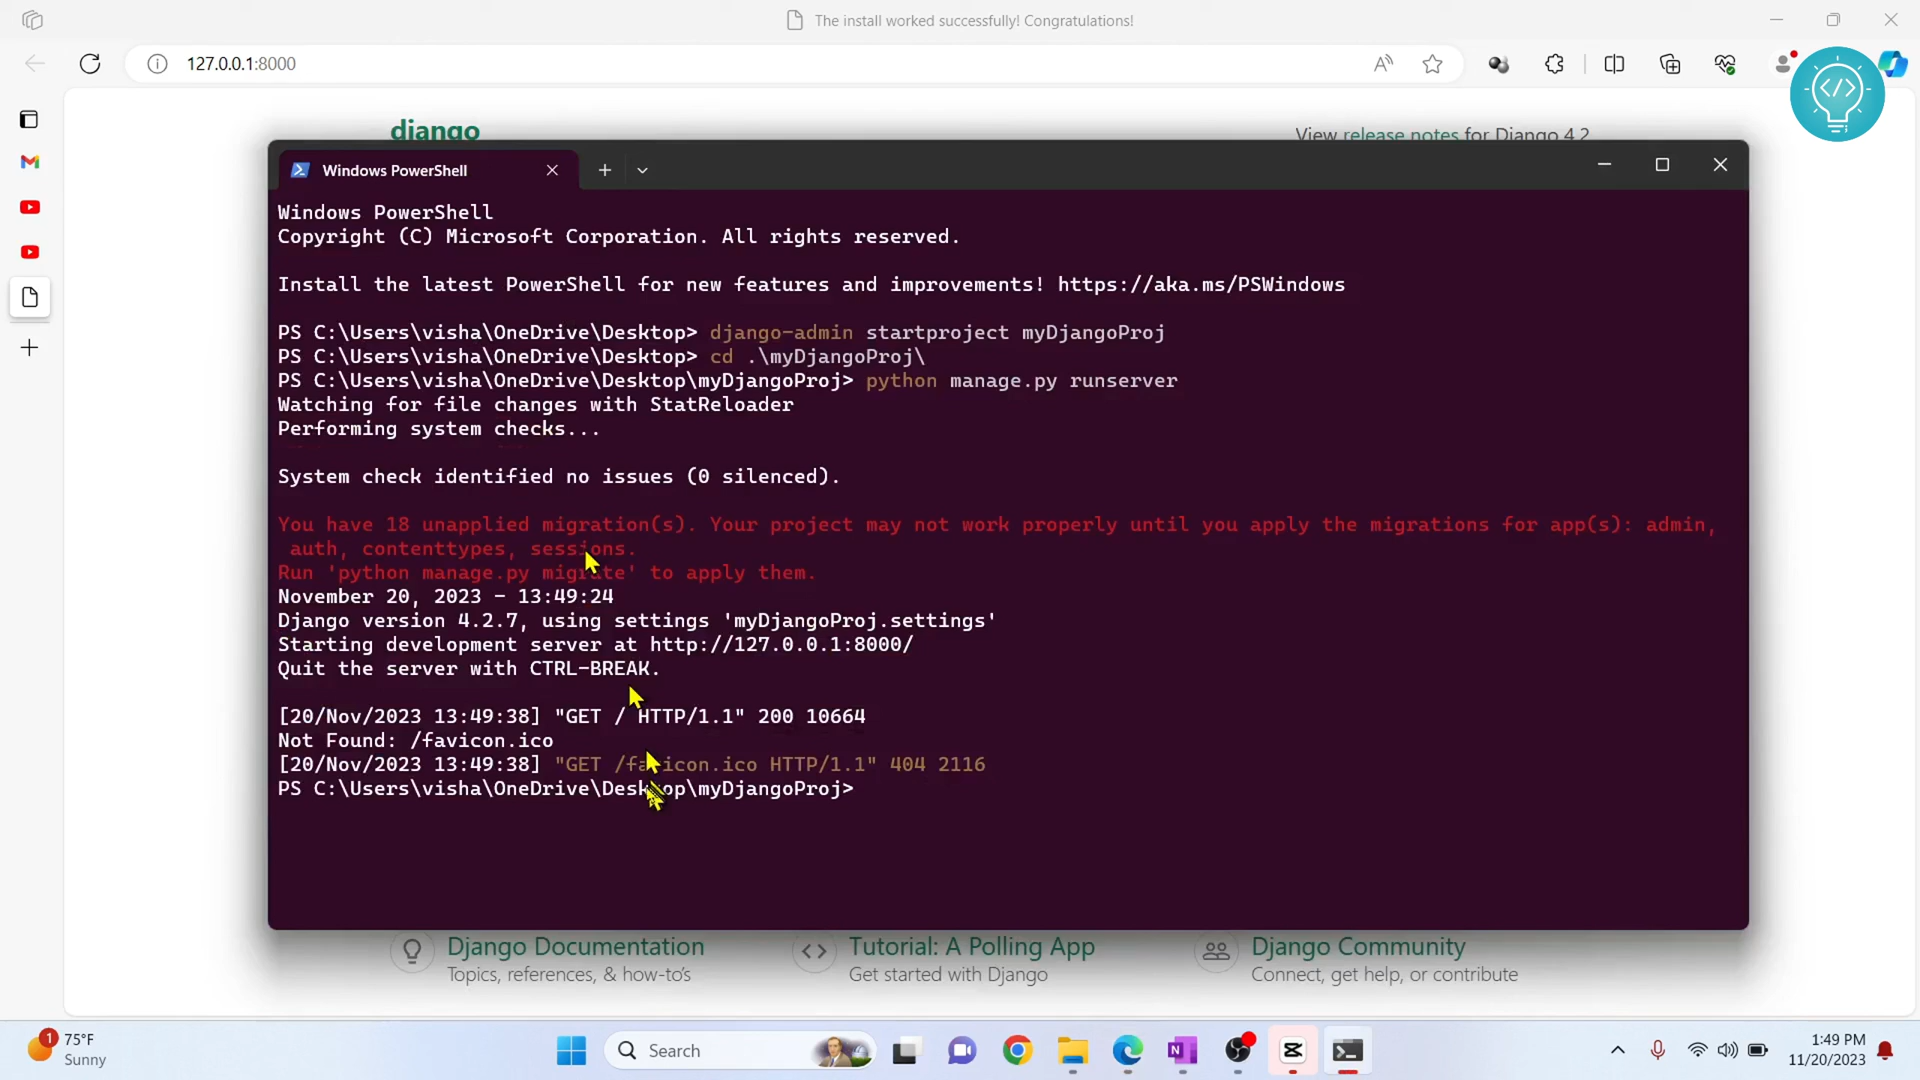 The install worked successfully! Congratulations!
127.0.0.1:8000
django
View release notes for Django 4.2
Windows PowerShell
Windows PowerShell
Copyright (C) Microsoft Corporation. All rights reserved.
Install the latest PowerShell for new features and improvements! https://aka.ms/PSWindows
PS C:\Users\visha\OneDrive\Desktop> django-admin startproject myDjangoProj
PS C:\Users\visha\OneDrive\Desktop> cd .\myDjangoProj\
PS C:\Users\visha\OneDrive\Desktop\myDjangoProj> python manage.py runserver
Watching for file changes with StatReloader
Performing system checks...
System check identified no issues (0 silenced).
You have 18 unapplied migration(s). Your project may not work properly until you apply the migrations for app(s): admin,
auth, contenttypes, sessions.
Run 'python manage.py migrate' to apply them.
November 20, 2023 - 13:49:24
Django version 4.2.7, using settings 'myDjangoProj.settings'
Starting development server at http://127.0.0.1:8000/
Quit the server with CTRL-BREAK.
[20/Nov/2023 13:49:38] "GET / HTTP/1.1" 200 10664
Not Found: /favicon.ico
[20/Nov/2023 13:49:38] "GET /favicon.ico HTTP/1.1" 404 2116
PS C:\Users\visha\OneDrive\Desktop\myDjangoProj>
Django Documentation
Topics, references, & how-to's
Tutorial: A Polling App
Get started with Django
Django Community
Connect, get help, or contribute
1
75°F
Sunny
Search
1:49 PM
11/20/2023